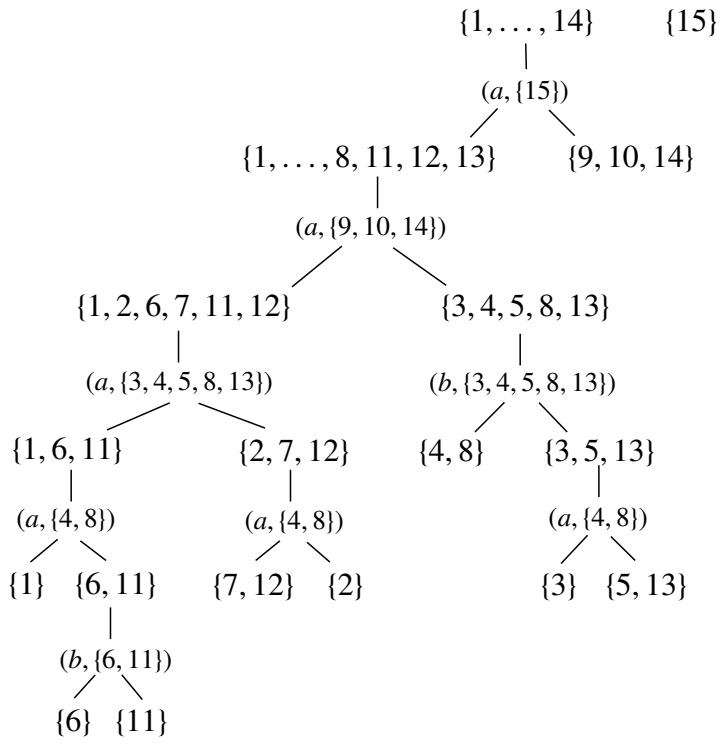 {1, . . . , 14} {15}
(a, {15})
{1, . . . , 8, 11, 12, 13} {9, 10, 14}
(a, {9, 10, 14})
{1, 2, 6, 7, 11, 12} {3, 4, 5, 8, 13}
(a, {3, 4, 5, 8, 13}) (b, {3, 4, 5, 8, 13})
{1, 6, 11} {2, 7, 12} {4, 8} {3, 5, 13}
(a, {4, 8}) (a, {4, 8}) (a, {4, 8})
{1} {6, 11} {7, 12} {2} {3} {5, 13}
(b, {6, 11})
{6} {11}